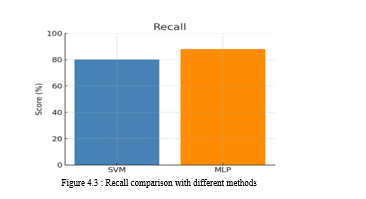 Recall
100
80
60
40
20
0
Score (%)
SVM MLP
Figure 4.3 : Recall comparison with different methods